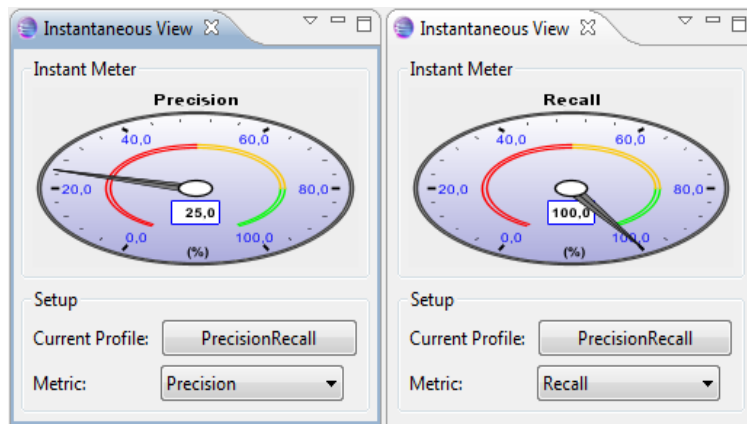 Instantaneous View
Instant Meter
Precision
40,0 60,0
20,0 80,0
25,0
0,0 100,0
(%)
Setup
Current Profile: PrecisionRecall
Metric: Precision
Instantaneous View
Instant Meter
Recall
40,0 60,0
20,0 80,0
100,0
0,0 100,0
(%)
Setup
Current Profile: PrecisionRecall
Metric: Recall